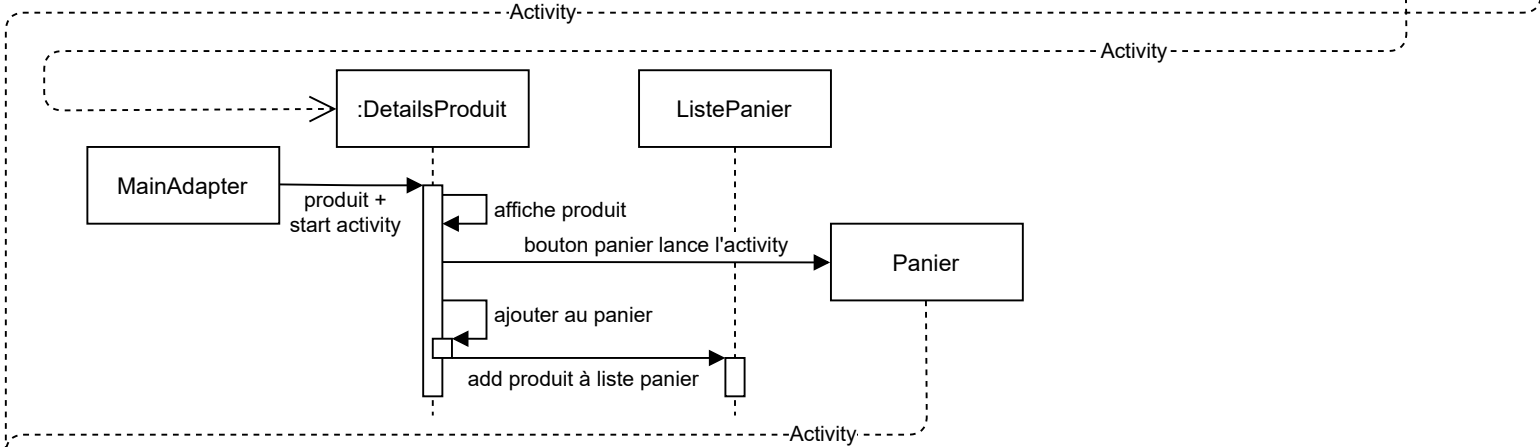 Activity
Activity
:DetailsProduit
ListePanier
MainAdapter
produit +
start activity
affiche produit
bouton panier lance l'activity
Panier
ajouter au panier
add produit à liste panier
Activity